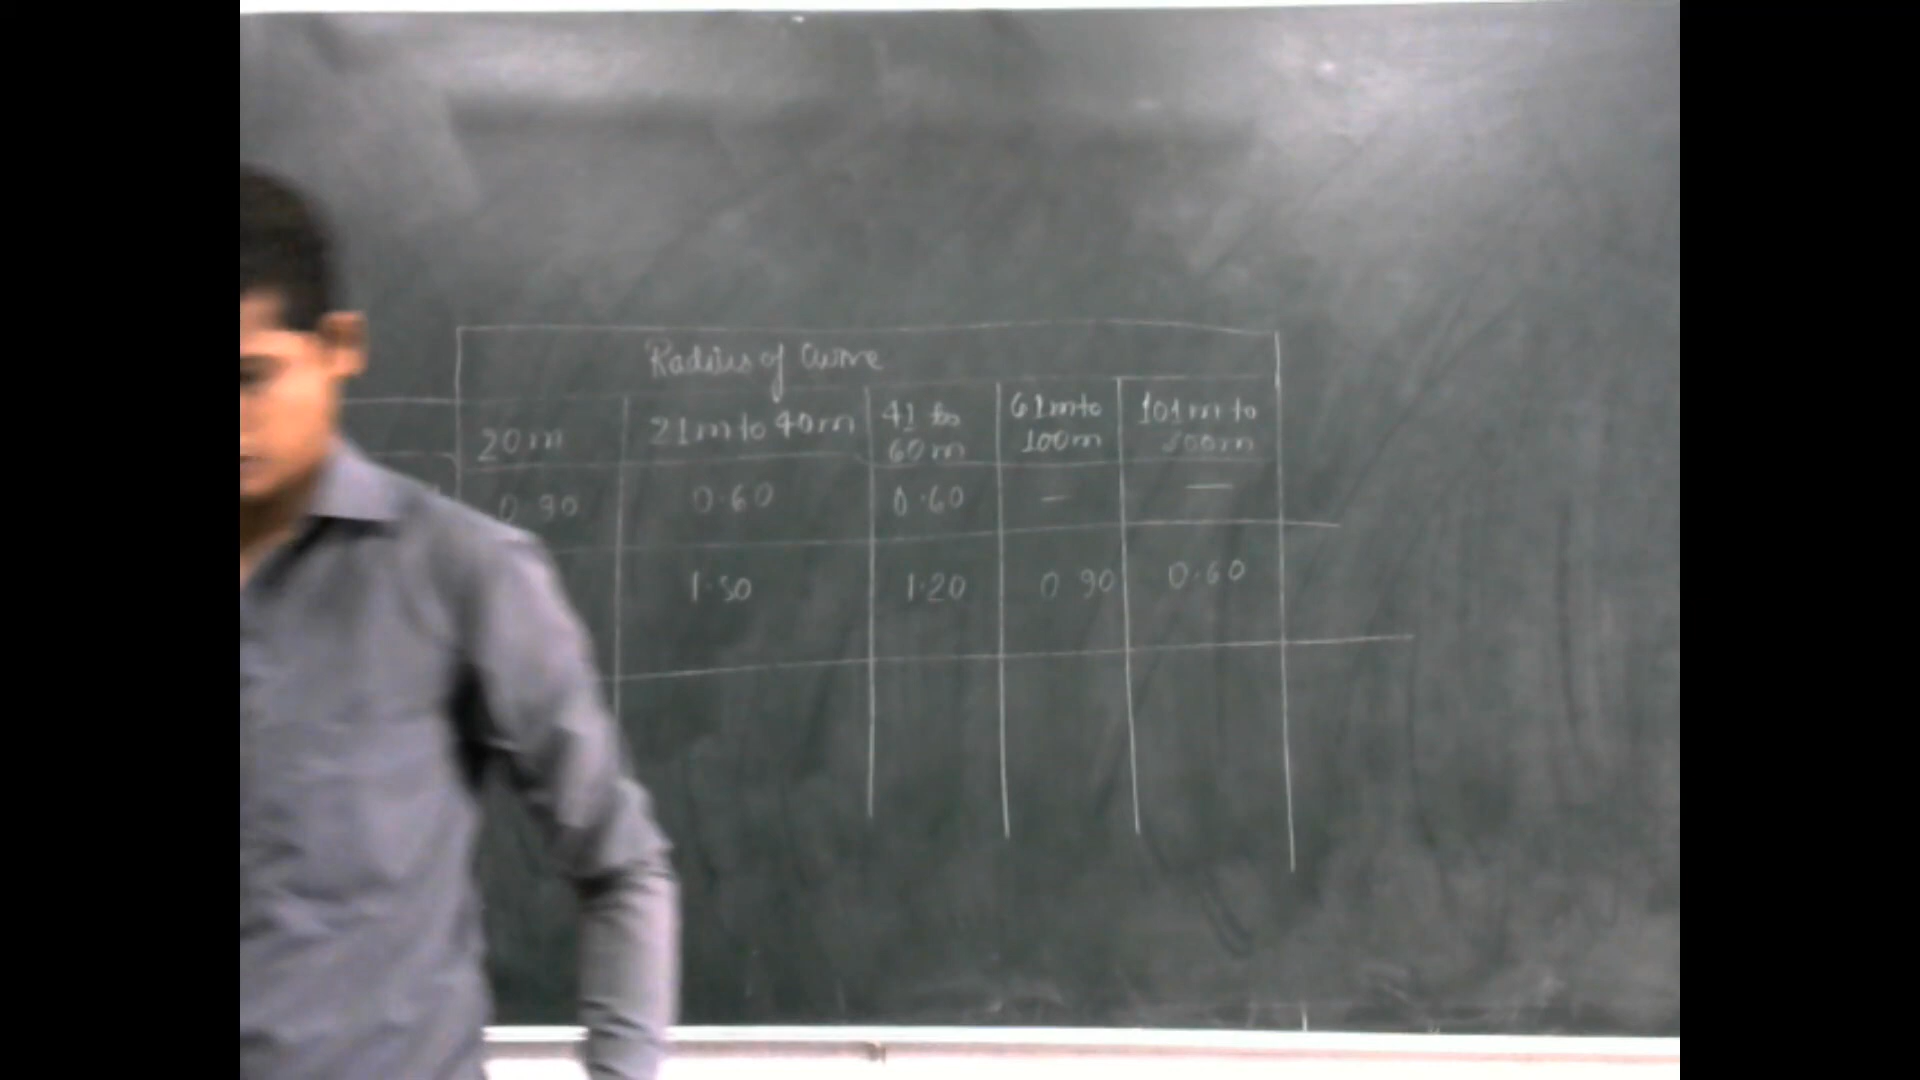 Radius of Curve
20m 21m to 40m 41 to 60m 61m to 100m 101m to 300m
0.90 0.60 0.60 — —
1.50 1.20 0.90 0.60